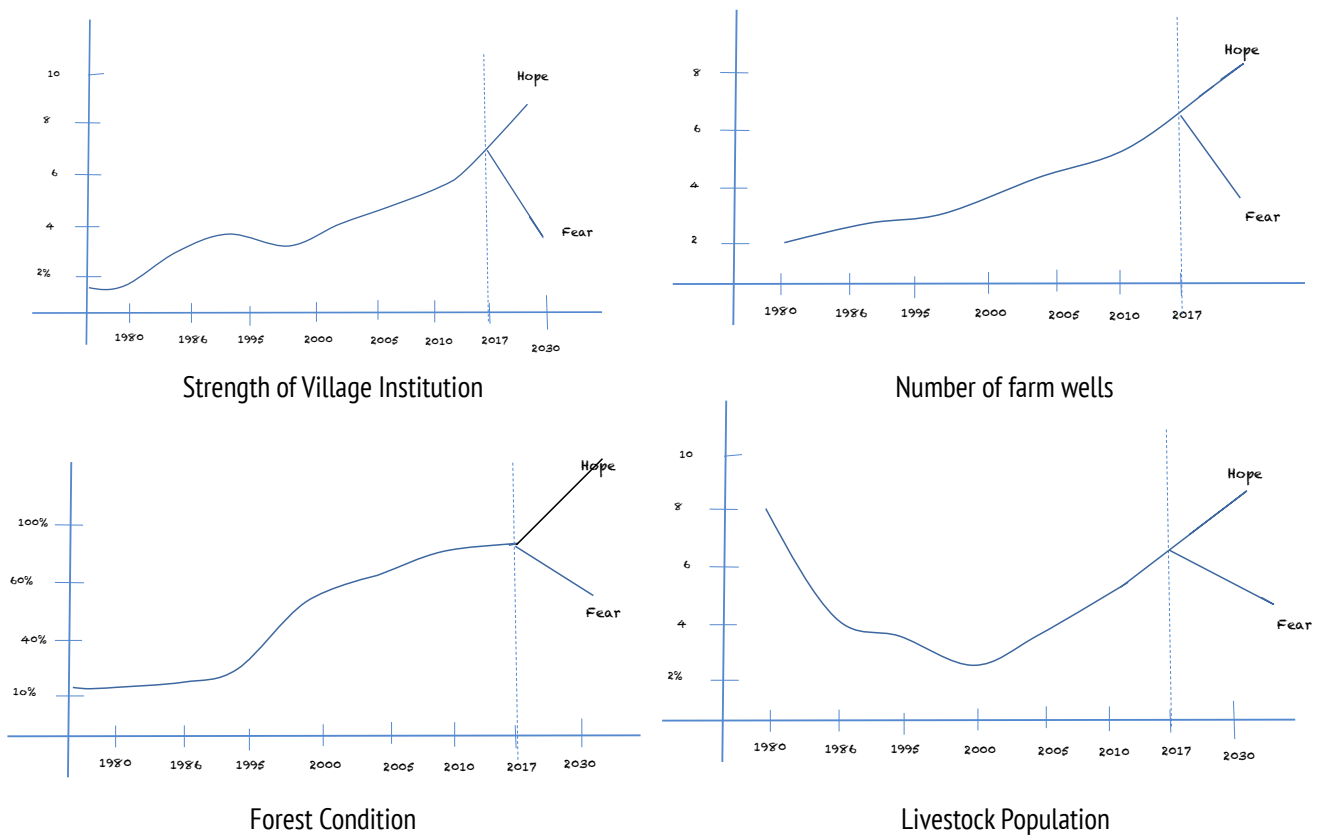 10
8
6
4
2%
Hope
Fear
1980 1986 1995 2000 2005 2010 2017 2030
Strength of Village Institution
8
6
4
2
Hope
Fear
1980 1986 1995 2000 2005 2010 2017
Number of farm wells
100%
60%
40%
10%
Hope
Fear
1980 1986 1995 2000 2005 2010 2017 2030
Forest Condition
10
8
6
4
2%
Hope
Fear
1980 1986 1995 2000 2005 2010 2017 2030
Livestock Population